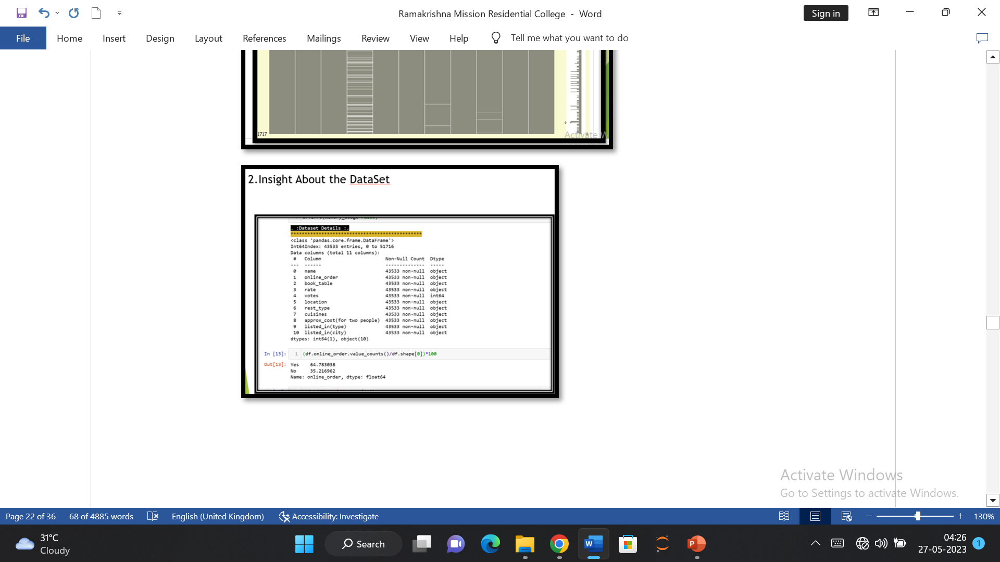 Ramakrishna Mission Residential College - Word
Sign in
File Home Insert Design Layout References Mailings Review View Help Tell me what you want to do
1717
Activate W
2.Insight About the DataSet
. :Dataset Details :.
***********************************************
<class 'pandas.core.frame.DataFrame'>
Int64Index: 43533 entries, 0 to 51716
Data columns (total 11 columns):
# Column Non-Null Count Dtype
--- ------ -------------- -----
0 name 43533 non-null object
1 online_order 43533 non-null object
2 book_table 43533 non-null object
3 rate 43533 non-null object
4 votes 43533 non-null int64
5 location 43533 non-null object
6 rest_type 43533 non-null object
7 cuisines 43533 non-null object
8 approx_cost(for two people) 43533 non-null object
9 listed_in(type) 43533 non-null object
10 listed_in(city) 43533 non-null object
dtypes: int64(1), object(10)
In [13]: 1 (df.online_order.value_counts()/df.shape[0])*100
Out[13]: Yes 64.783038
No 35.216962
Name: online_order, dtype: float64
Activate Windows
Go to Settings to activate Windows.
Page 22 of 36 68 of 4885 words English (United Kingdom) Accessibility: Investigate 130%
31°C
Cloudy
Search
04:26
27-05-2023
1